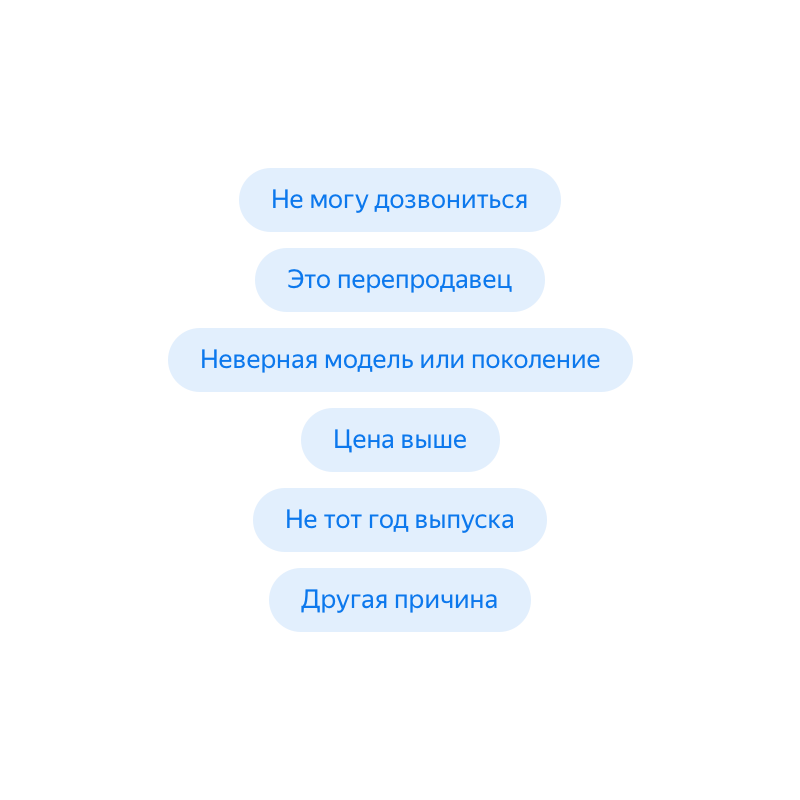 Не могу дозвониться
Это перепродавец
Неверная модель или поколение
Цена выше
Не тот год выпуска
Другая причина